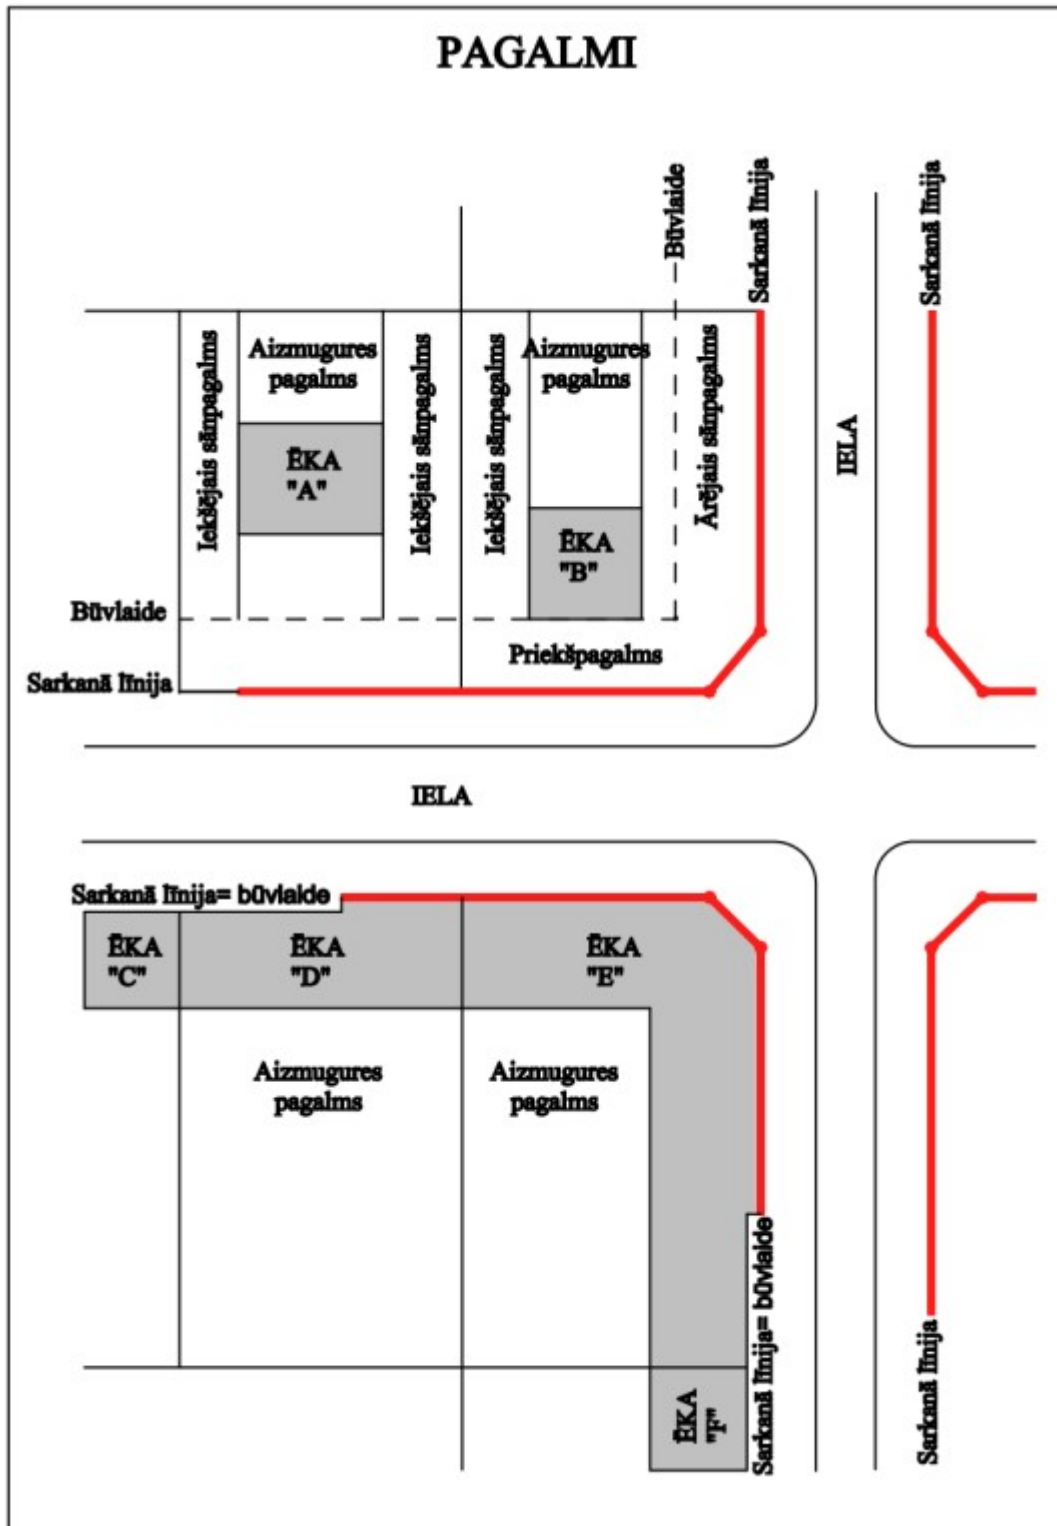 PAGALMI
Būvlaide
Sarkanā līnija
Sarkanā līnija
Iekšējais sānpagalms
Aizmugures
pagalms
Iekšējais sānpagalms
Iekšējais sānpagalms
Aizmugures
pagalms
Ārējais sānpagalms
IELA
ĒKA
"A"
ĒKA
"B"
Būvlaide
Priekšpagalms
Sarkanā līnija
IELA
Sarkanā līnija= būvlaide
ĒKA
"C"
ĒKA
"D"
ĒKA
"E"
Aizmugures
pagalms
Aizmugures
pagalms
Sarkanā līnija= būvlaide
Sarkanā līnija
ĒKA
"F"